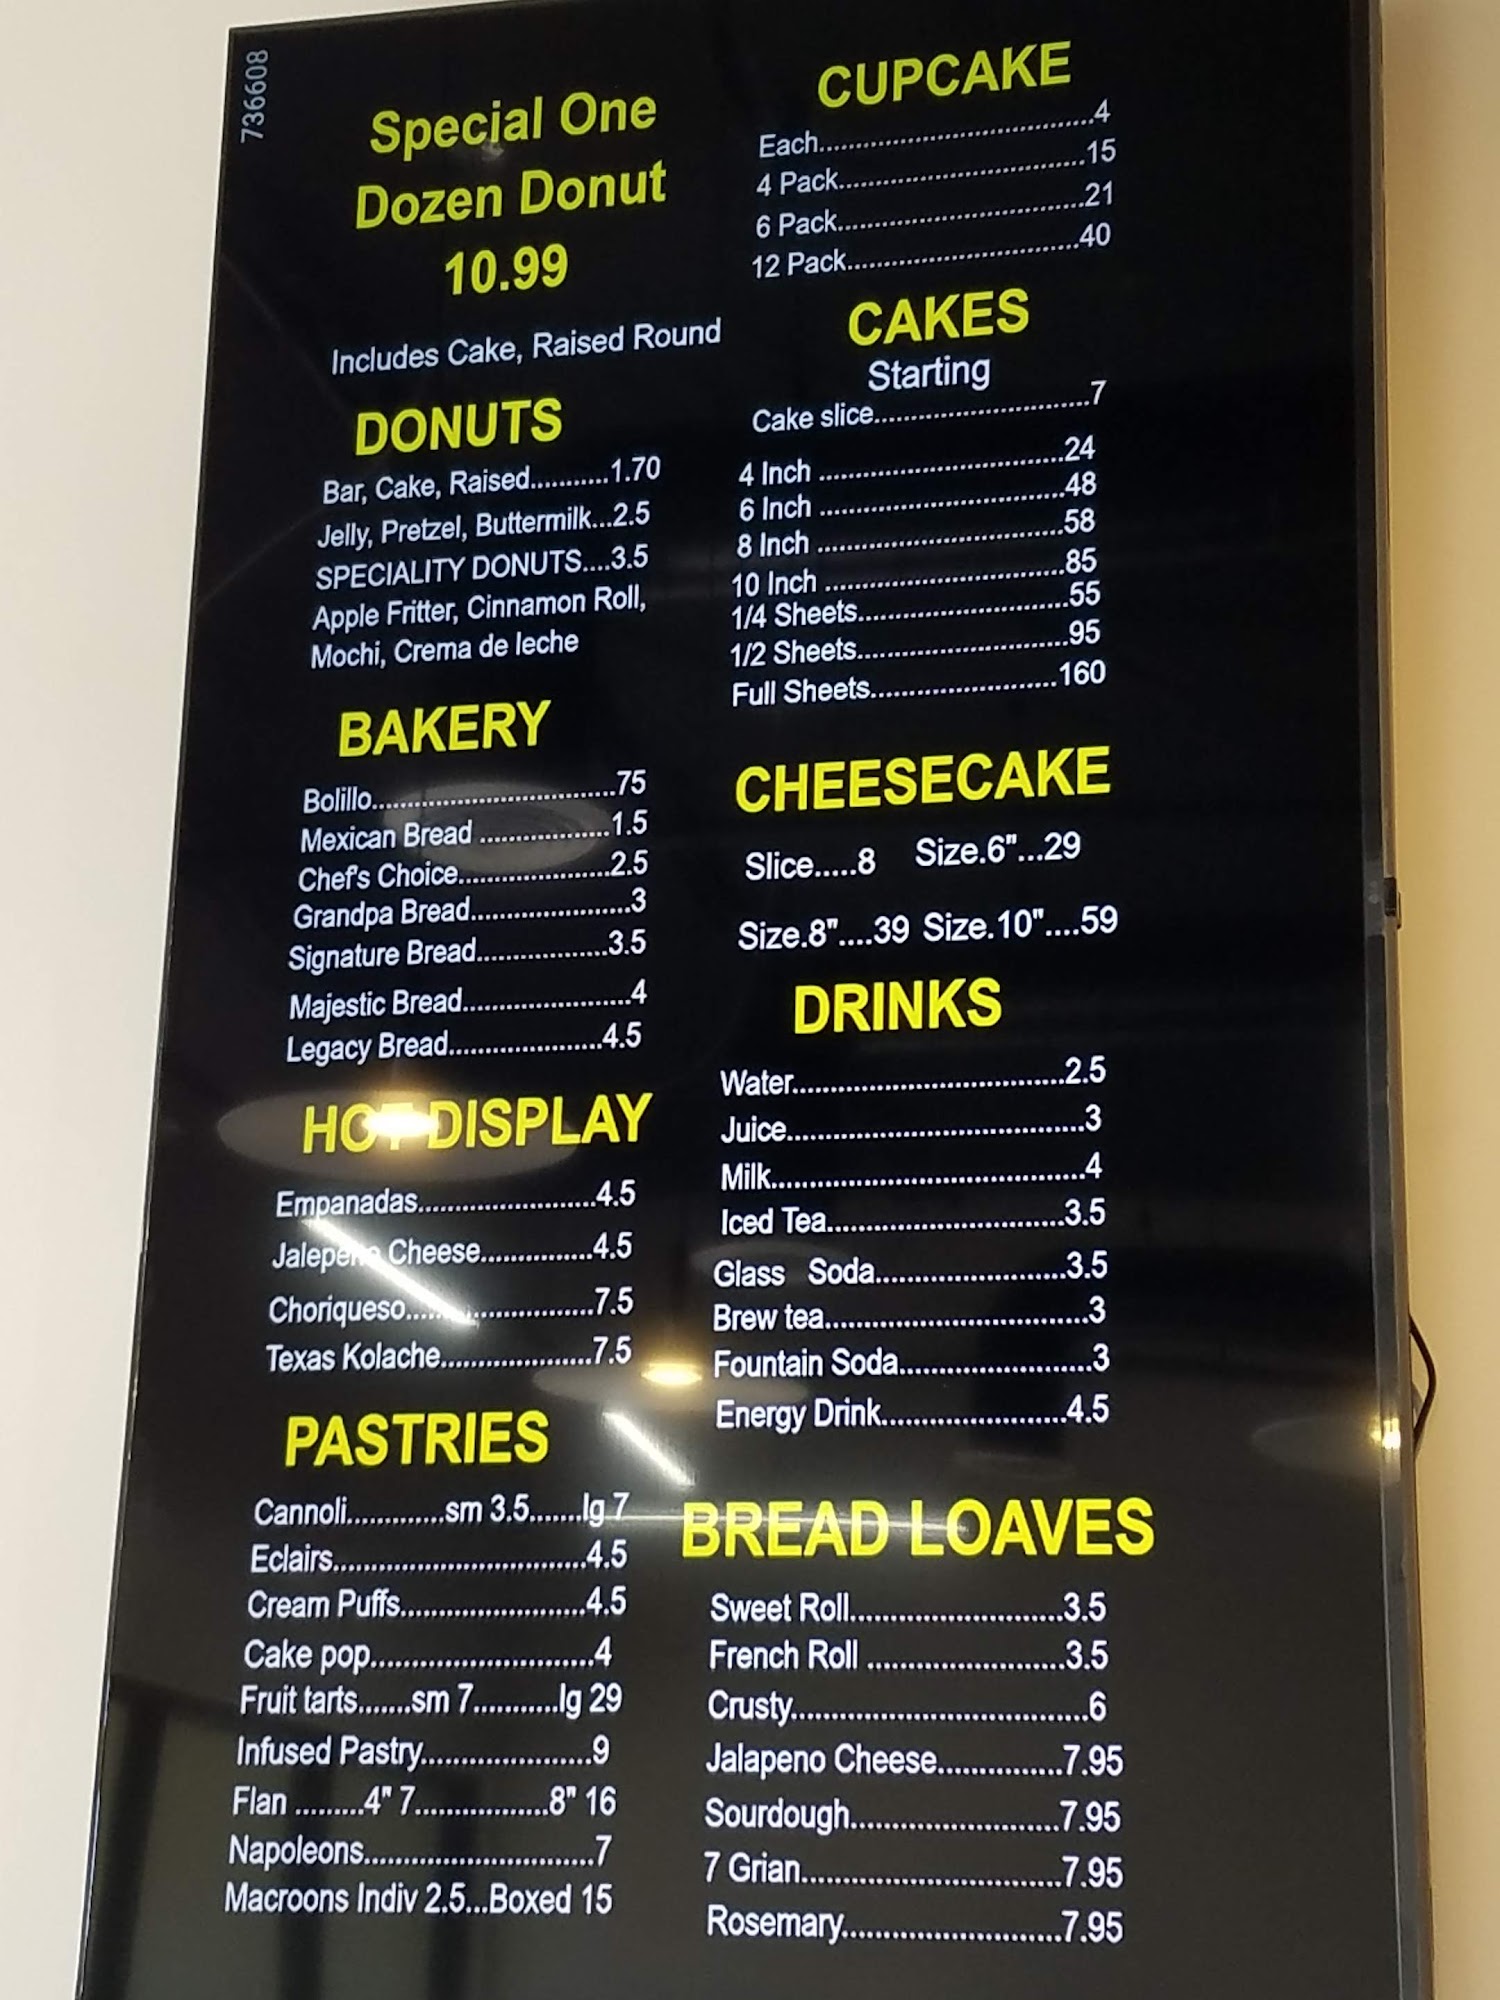 736608
Special One
Dozen Donut
10.99
Includes Cake, Raised Round
DONUTS
Bar, Cake, Raised...........1.70
Jelly, Pretzel, Buttermilk...2.5
SPECIALITY DONUTS....3.5
Apple Fritter, Cinnamon Roll,
Mochi, Crema de leche
BAKERY
Bolillo..................................75
Mexican Bread ..................1.5
Chef's Choice.....................2.5
Grandpa Bread......................3
Signature Bread..................3.5
Majestic Bread.......................4
Legacy Bread.....................4.5
HOT DISPLAY
Empanadas........................4.5
Jalepeno Cheese...............4.5
Choriqueso.........................7.5
Texas Kolache....................7.5
PASTRIES
Cannoli.............sm 3.5.......lg 7
Eclairs..................................4.5
Cream Puffs.........................4.5
Cake pop..............................4
Fruit tarts.......sm 7...........lg 29
Infused Pastry.......................9
Flan .........4" 7.................8" 16
Napoleons..............................7
Macroons Indiv 2.5...Boxed 15
CUPCAKE
Each.....................................4
4 Pack.................................15
6 Pack.................................21
12 Pack...............................40
CAKES
Starting
Cake slice.............................7
4 Inch .................................24
6 Inch .................................48
8 Inch .................................58
10 Inch ................................85
1/4 Sheets............................55
1/2 Sheets............................95
Full Sheets.........................160
CHEESECAKE
Slice.....8 Size.6"...29
Size.8"....39 Size.10"....59
DRINKS
Water....................................2.5
Juice........................................3
Milk..........................................4
Iced Tea................................3.5
Glass Soda.........................3.5
Brew tea...................................3
Fountain Soda.........................3
Energy Drink........................4.5
BREAD LOAVES
Sweet Roll............................3.5
French Roll ..........................3.5
Crusty.......................................6
Jalapeno Cheese...............7.95
Sourdough..........................7.95
7 Grian.................................7.95
Rosemary............................7.95